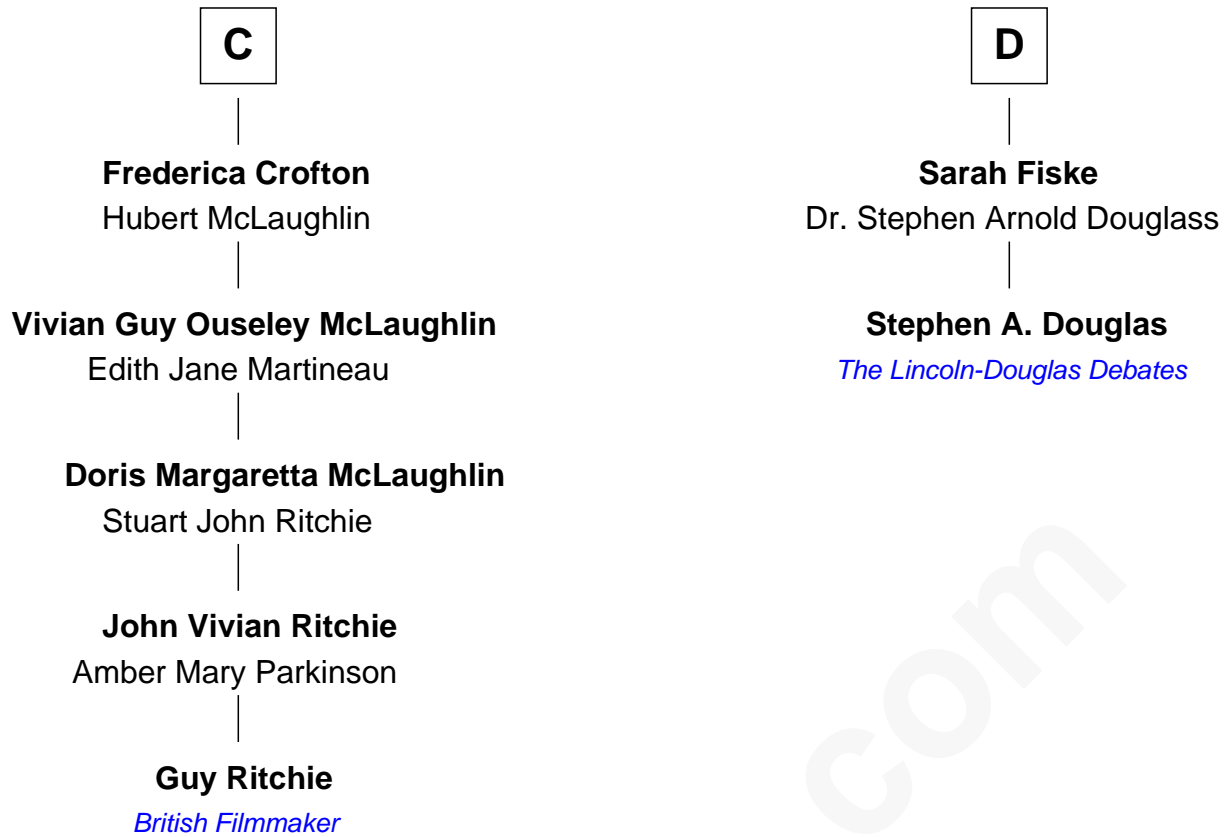 C
Frederica Crofton
Hubert McLaughlin
Vivian Guy Ouseley McLaughlin
Edith Jane Martineau
Doris Margaretta McLaughlin
Stuart John Ritchie
John Vivian Ritchie
Amber Mary Parkinson
Guy Ritchie
British Filmmaker
D
Sarah Fiske
Dr. Stephen Arnold Douglass
Stephen A. Douglas
The Lincoln-Douglas Debates
com